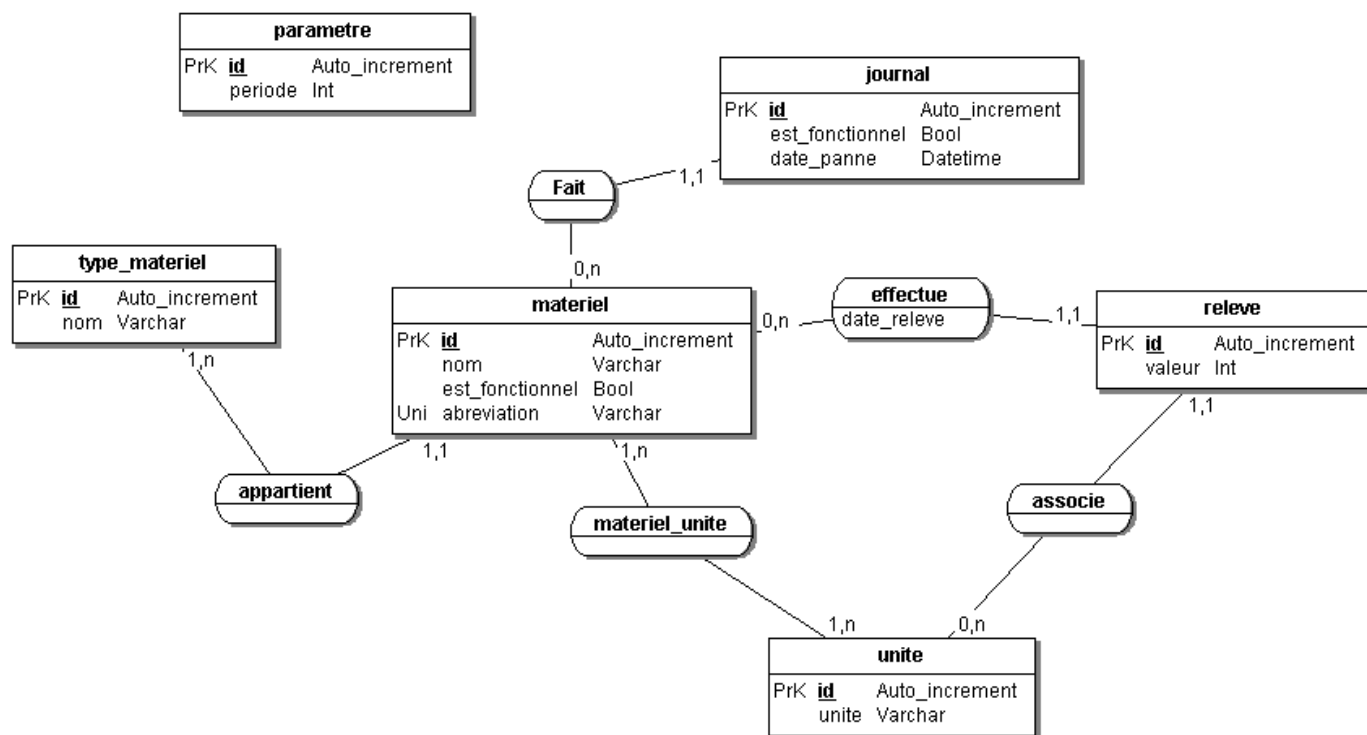 parametre
PrK id Auto_increment
periode Int
journal
PrK id Auto_increment
est_fonctionnel Bool
date_panne Datetime
1,1
Fait
0,n
type_materiel
PrK id Auto_increment
nom Varchar
1,n
materiel
PrK id Auto_increment
nom Varchar
est_fonctionnel Bool
Uni abreviation Varchar
0,n
effectue
date_releve
1,1
releve
PrK id Auto_increment
valeur Int
1,1
1,1
1,n
appartient
materiel_unite
associe
1,n
0,n
unite
PrK id Auto_increment
unite Varchar